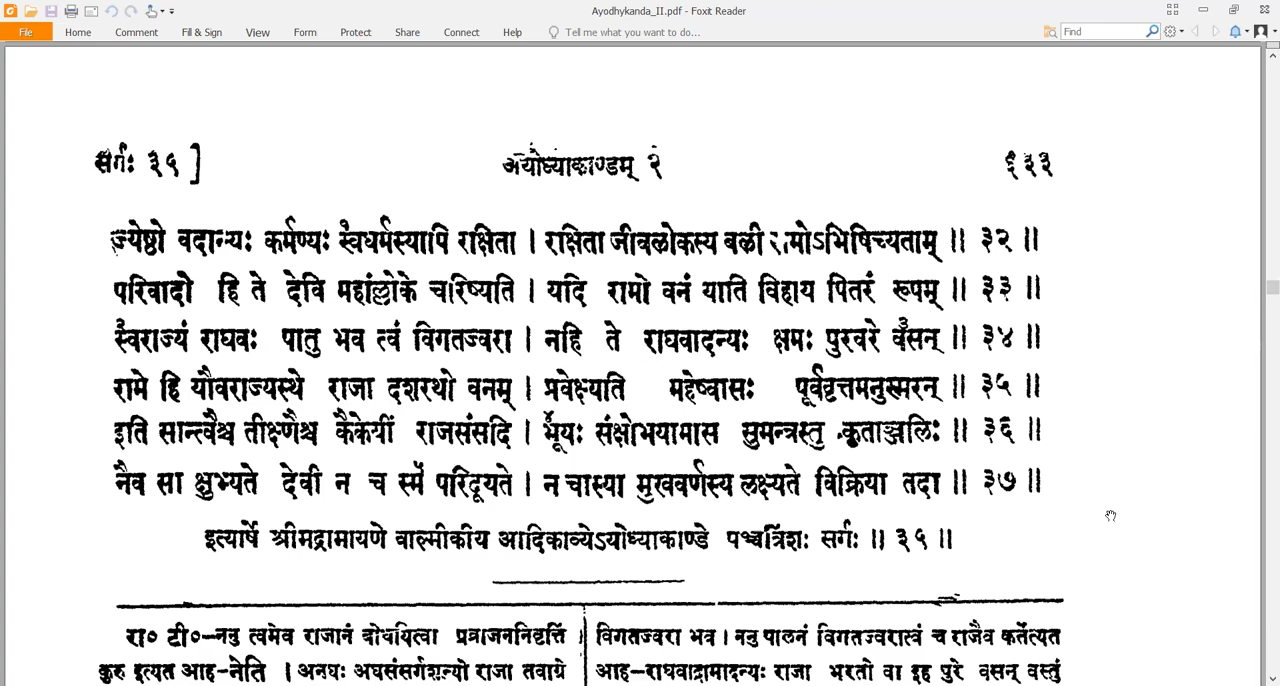 Ayodhykanda_II.pdf - Foxit Reader
File Home Comment Fill & Sign View Form Protect Share Connect Help Tell me what you want to do... Find
सर्गः ३५ ] अयोध्याकाण्डम् २ ६३३
ज्येष्ठो वदान्यः कर्मण्यः स्वधर्मस्यापि रक्षिता । रक्षिता जीवलोकस्य बली रामोऽभिषिच्यताम् ॥ ३२ ॥
परिवादो हि ते देवि महांल्लोके चरिष्यति । यदि रामो वनं याति विहाय पितरं नृपम् ॥ ३३ ॥
स्वराज्यं राघवः पातु भव त्वं विगतज्वरा । नहि ते राघवादन्यः क्षमः पुरवरे वसन् ॥ ३४ ॥
रामे हि यौवराज्यस्थे राजा दशरथो वनम् । प्रवेक्ष्यति महेष्वासः पूर्ववृत्तमनुस्मरन् ॥ ३५ ॥
इति सान्त्वैश्च तीक्ष्णैश्च कैकेयीं राजसंसदि । भूयः संक्षोभयामास सुमन्त्रस्तु कृताञ्जलिः ॥ ३६ ॥
नैव सा क्षुभ्यते देवी न च स्म परिदूयते । न चास्या मुखवर्णस्य लक्ष्यते विक्रिया तदा ॥ ३७ ॥
इत्यार्षे श्रीमद्रामायणे वाल्मीकीय आदिकाव्येऽयोध्याकाण्डे पञ्चत्रिंशः सर्गः ॥ ३५ ॥
रा० टी०–ननु त्वमेव राजानं बोधयित्वा प्रव्राजननिवृत्तिं
कुरु इत्यत आह-नेति । अनघः अघसंसर्गशून्यो राजा तवाग्रे
विगतज्वरा भव । ननु पालनं विगतज्वरात्वं च राजैव कर्तेत्यत
आह–राघवाद्रामादन्यः राजा भरतो वा इह पुरे वसन् वस्तुं